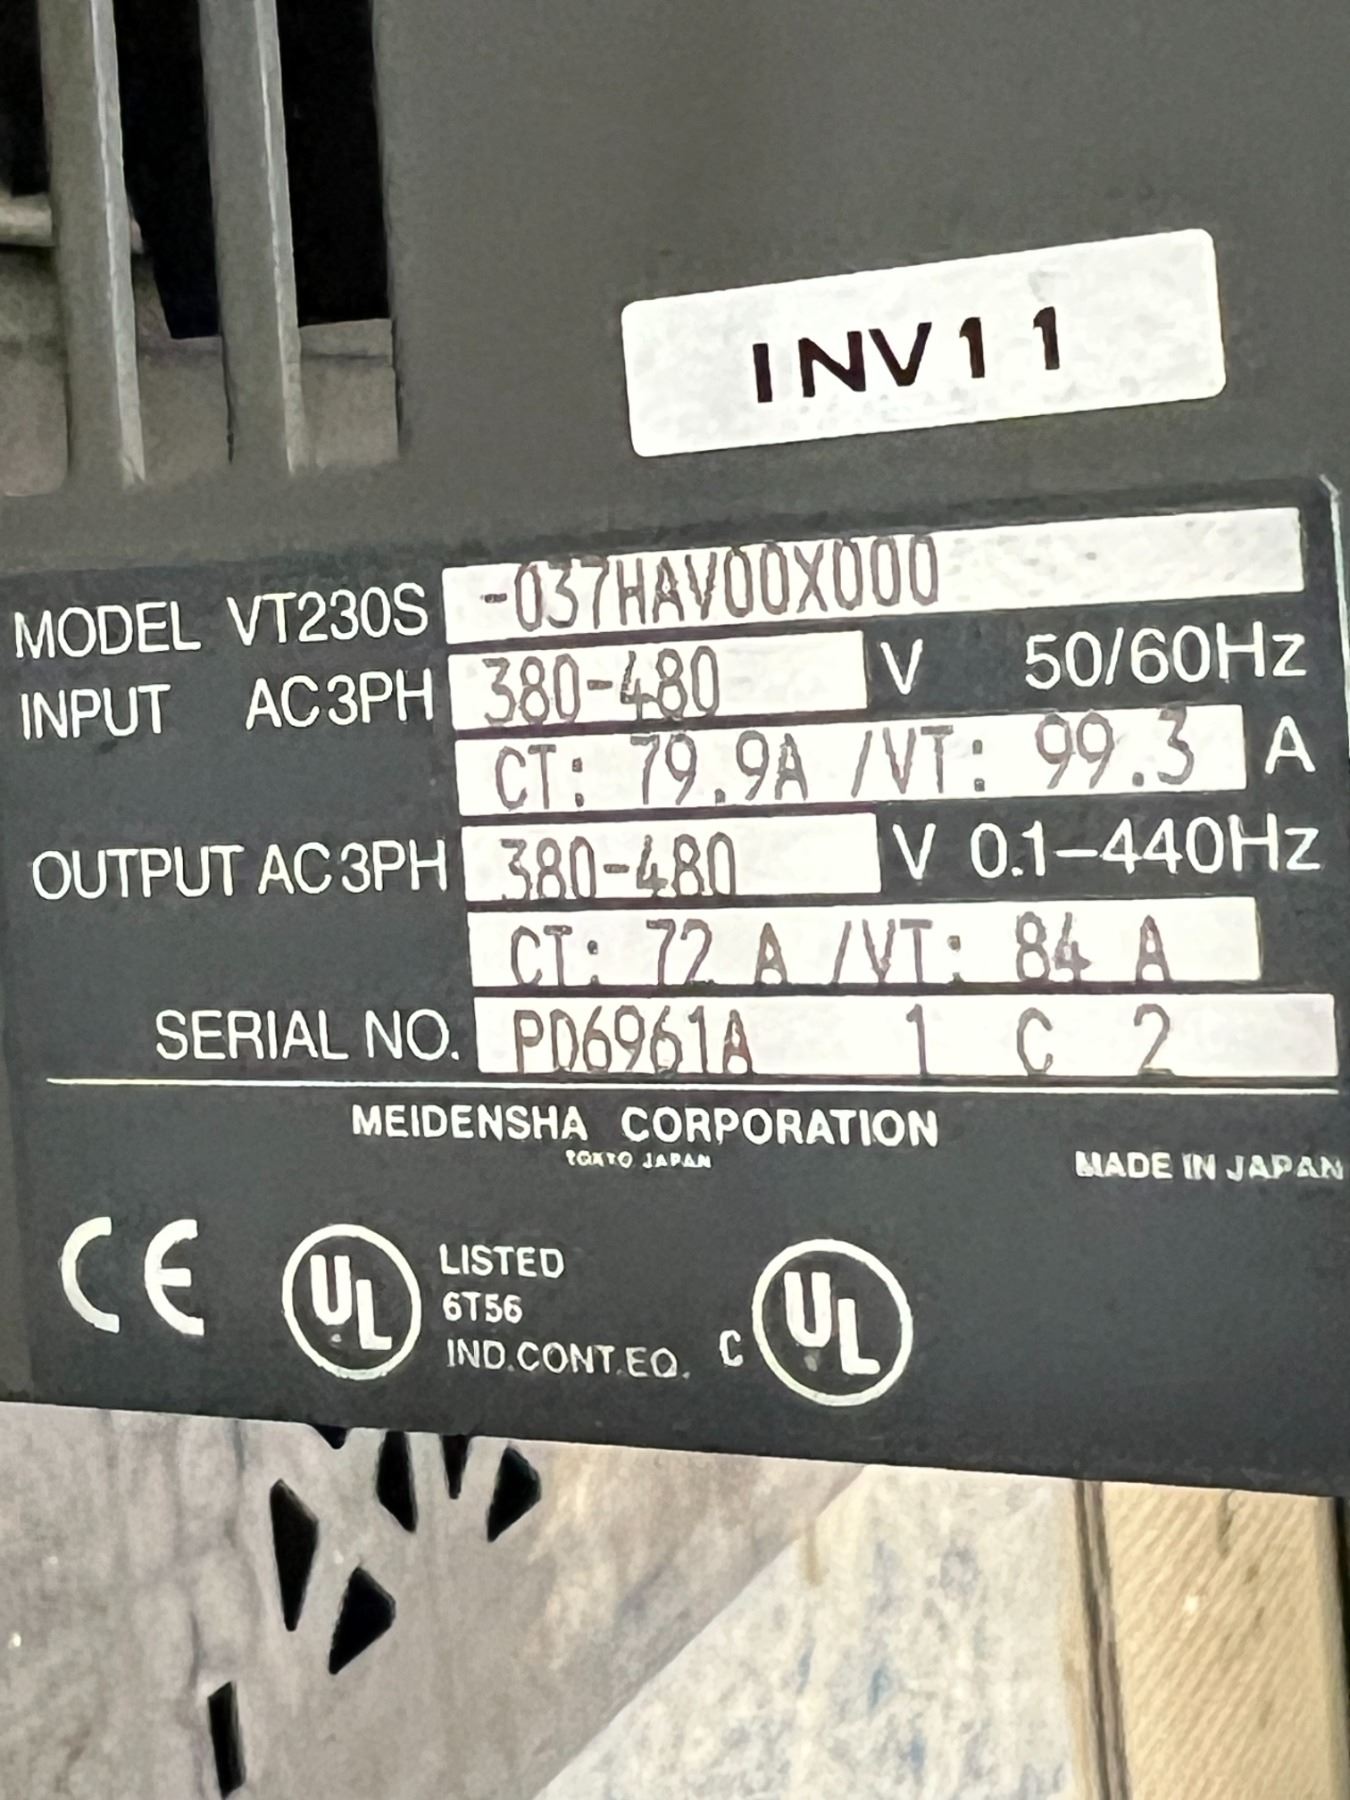 INV11
MODEL VT230S -037HAV00X000
INPUT AC3PH 380-480 V 50/60Hz
CT: 79.9A /VT: 99.3 A
OUTPUT AC3PH 380-480 V 0.1-440Hz
CT: 72 A /VT: 84 A
SERIAL NO. PD6961A 1 C 2
MEIDENSHA CORPORATION
TOKYO JAPAN
MADE IN JAPAN
CE UL LISTED
6T56
IND.CONT.EQ. C UL